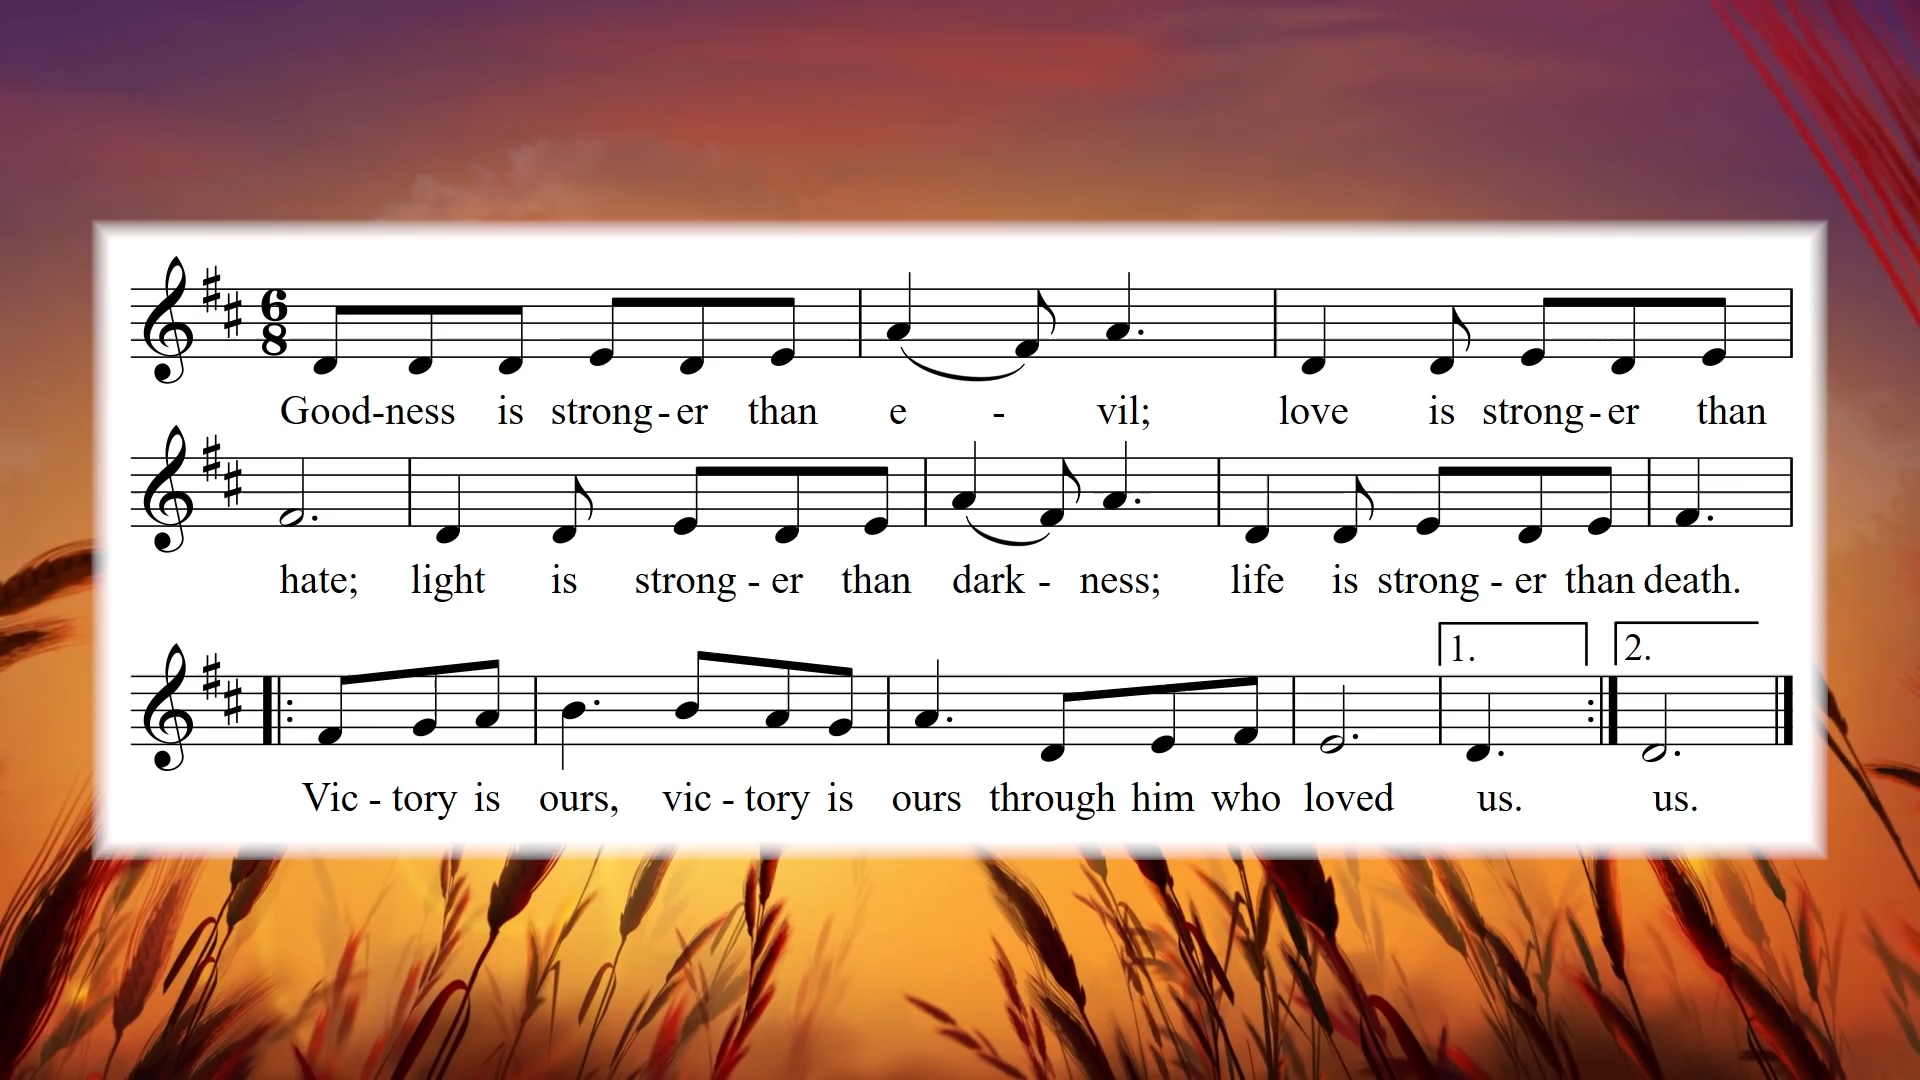 6
8
Good-ness is strong-er than e - vil; love is strong-er than
hate; light is strong - er than dark - ness; life is strong - er than death.
1. 2.
Vic - tory is ours, vic - tory is ours through him who loved us. us.